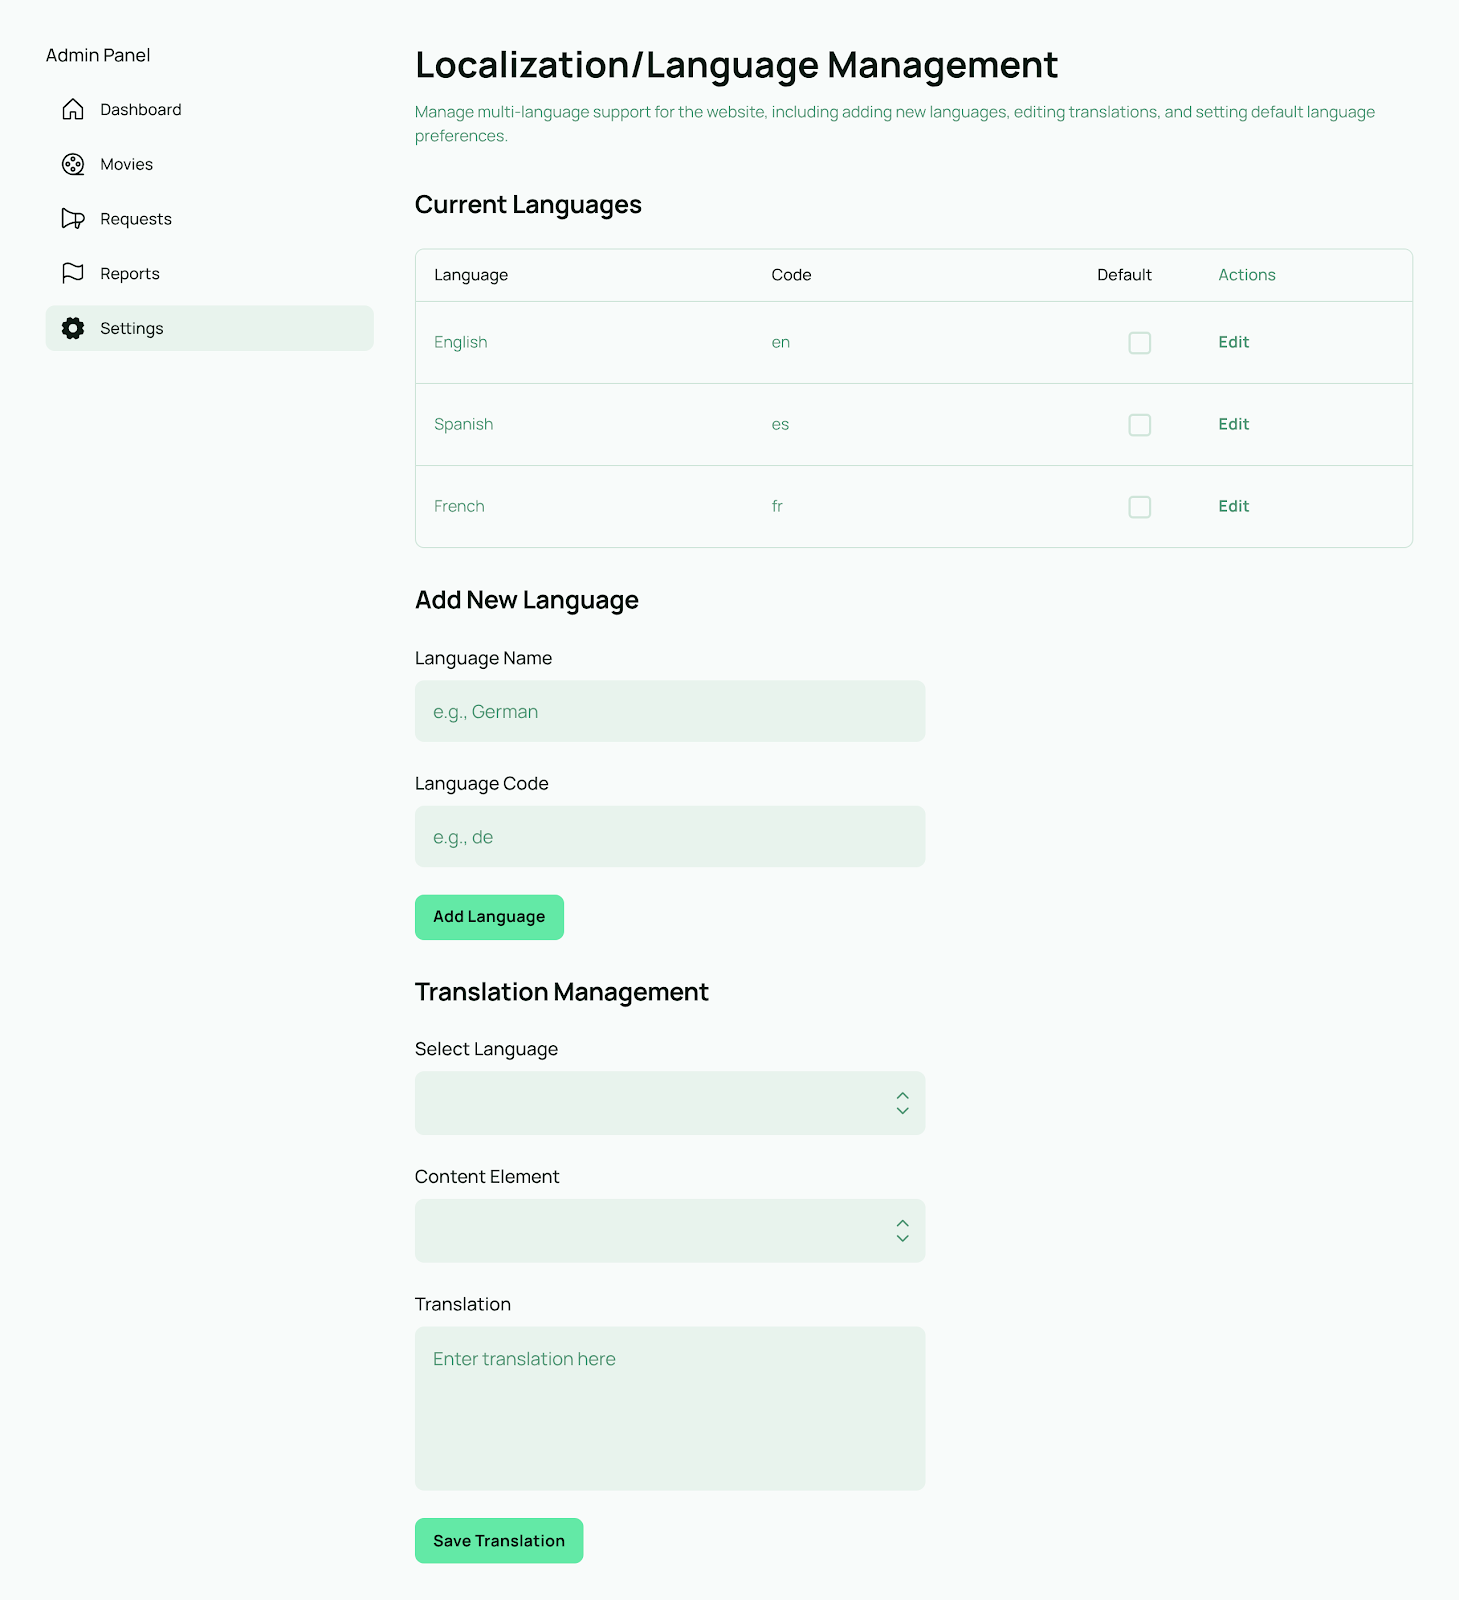 Admin Panel
Dashboard
Movies
Requests
Reports
Settings
Localization/Language Management
Manage multi-language support for the website, including adding new languages, editing translations, and setting default language
preferences.
Current Languages
Language Code Default Actions
English en Edit
Spanish es Edit
French fr Edit
Add New Language
Language Name
e.g., German
Language Code
e.g., de
Add Language
Translation Management
Select Language
Content Element
Translation
Enter translation here
Save Translation